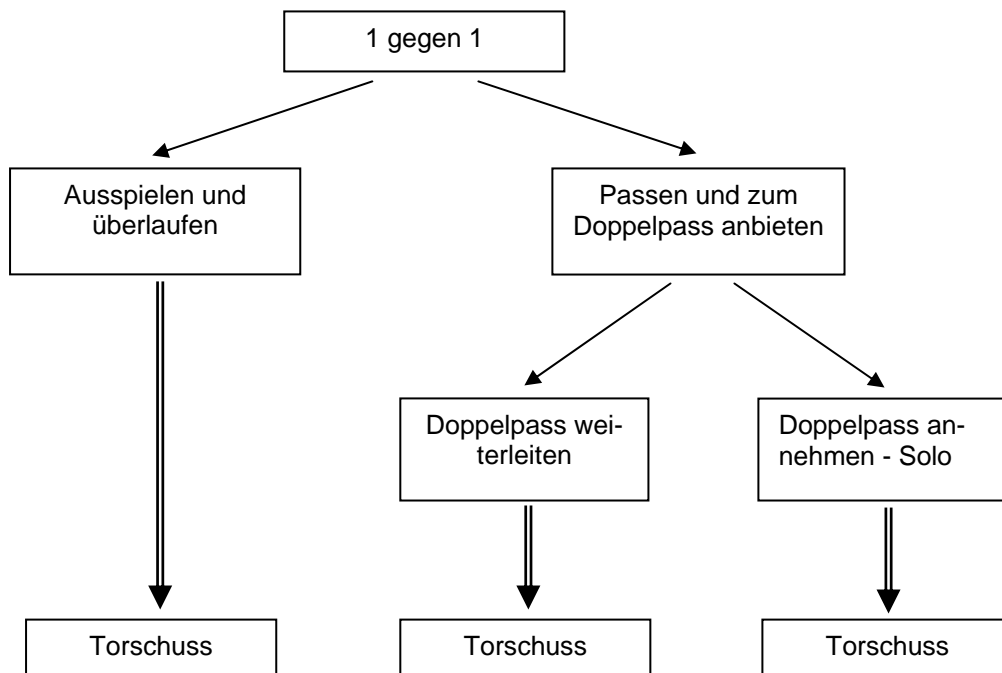 1 gegen 1
Ausspielen und
überlaufen
Passen und zum
Doppelpass anbieten
Doppelpass wei-
terleiten
Doppelpass an-
nehmen - Solo
Torschuss
Torschuss
Torschuss